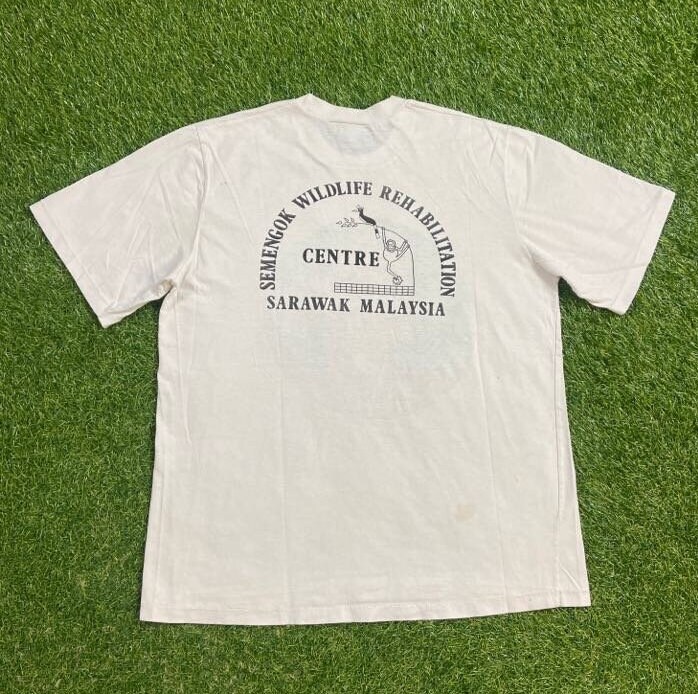 SEMENGOK WILDLIFE REHABILITATION
CENTRE
SARAWAK MALAYSIA